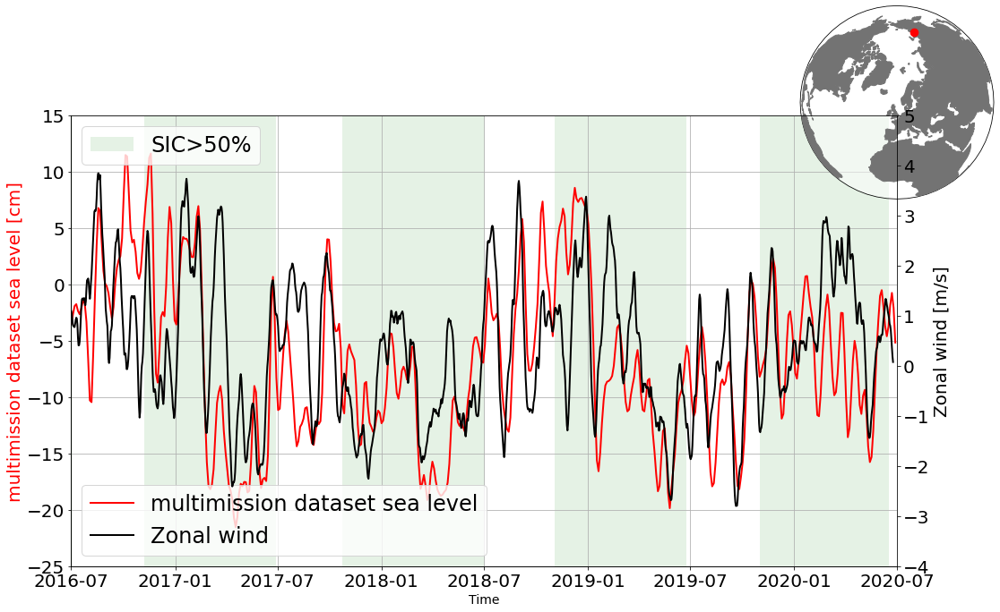 15
10
5
0
−5
−10
−15
−20
−25
multimission dataset sea level [cm]
SIC>50%
multimission dataset sea level
Zonal wind
5
4
3
2
1
0
−1
−2
−3
−4
Zonal wind [m/s]
2016-07 2017-01 2017-07 2018-01 2018-07 2019-01 2019-07 2020-01 2020-07
Time